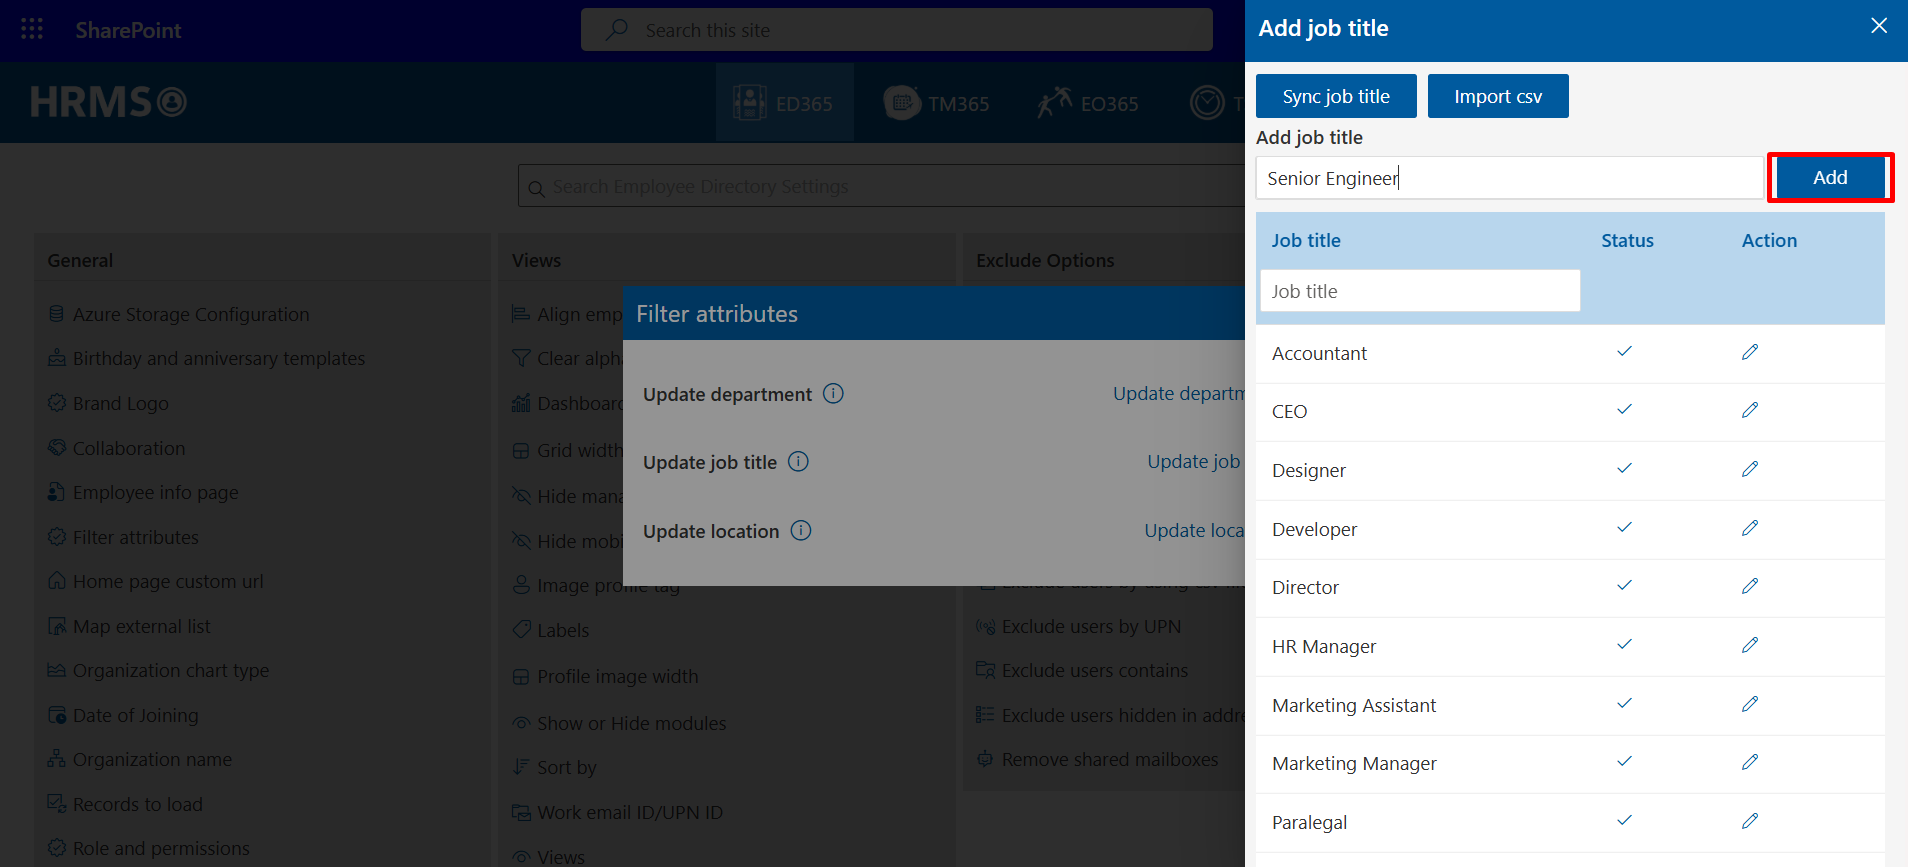 SharePoint
Search this site
HRMS
ED365
TM365
EO365
T
Search Employee Directory Settings
General
Azure Storage Configuration
Birthday and anniversary templates
Brand Logo
Collaboration
Employee info page
Filter attributes
Home page custom url
Map external list
Organization chart type
Date of Joining
Organization name
Records to load
Role and permissions
Views
Align emp
Clear alpha
Dashboard
Grid width
Hide mana
Hide mobi
Image profile tag
Labels
Profile image width
Show or Hide modules
Sort by
Work email ID/UPN ID
Views
Exclude Options
Exclude users by UPN
Exclude users contains
Exclude users hidden in addre
Remove shared mailboxes
Filter attributes
Update department
Update departm
Update job title
Update job
Update location
Update loca
Add job title
Sync job title
Import csv
Add job title
Senior Engineer
Add
Job title
Status
Action
Job title
Accountant
CEO
Designer
Developer
Director
HR Manager
Marketing Assistant
Marketing Manager
Paralegal